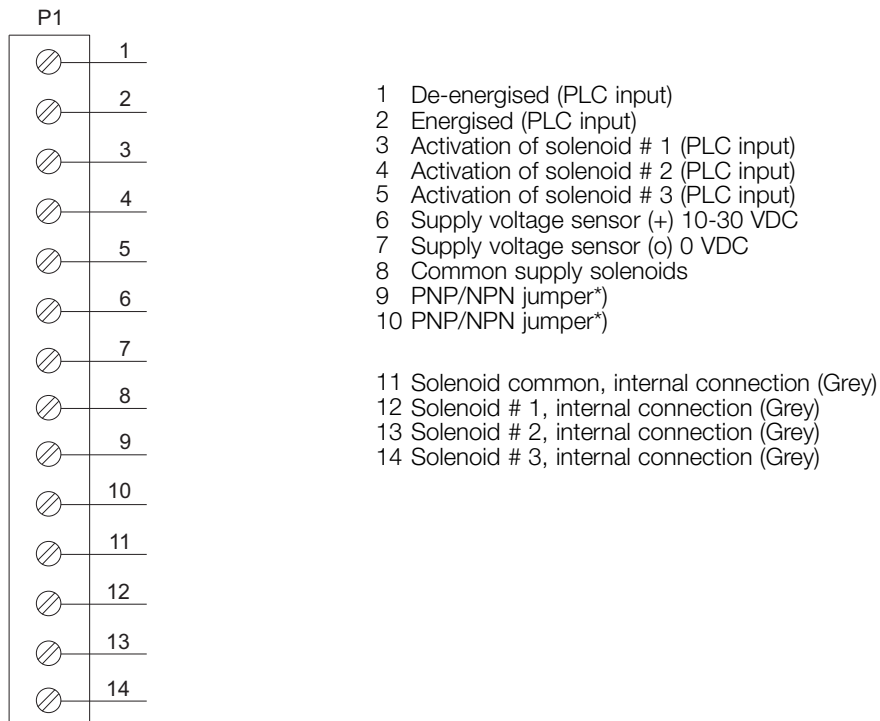 P1
1
2
3
4
5
6
7
8
9
10
11
12
13
14
1 De-energised (PLC input)
2 Energised (PLC input)
3 Activation of solenoid # 1 (PLC input)
4 Activation of solenoid # 2 (PLC input)
5 Activation of solenoid # 3 (PLC input)
6 Supply voltage sensor (+) 10-30 VDC
7 Supply voltage sensor (o) 0 VDC
8 Common supply solenoids
9 PNP/NPN jumper*)
10 PNP/NPN jumper*)
11 Solenoid common, internal connection (Grey)
12 Solenoid # 1, internal connection (Grey)
13 Solenoid # 2, internal connection (Grey)
14 Solenoid # 3, internal connection (Grey)